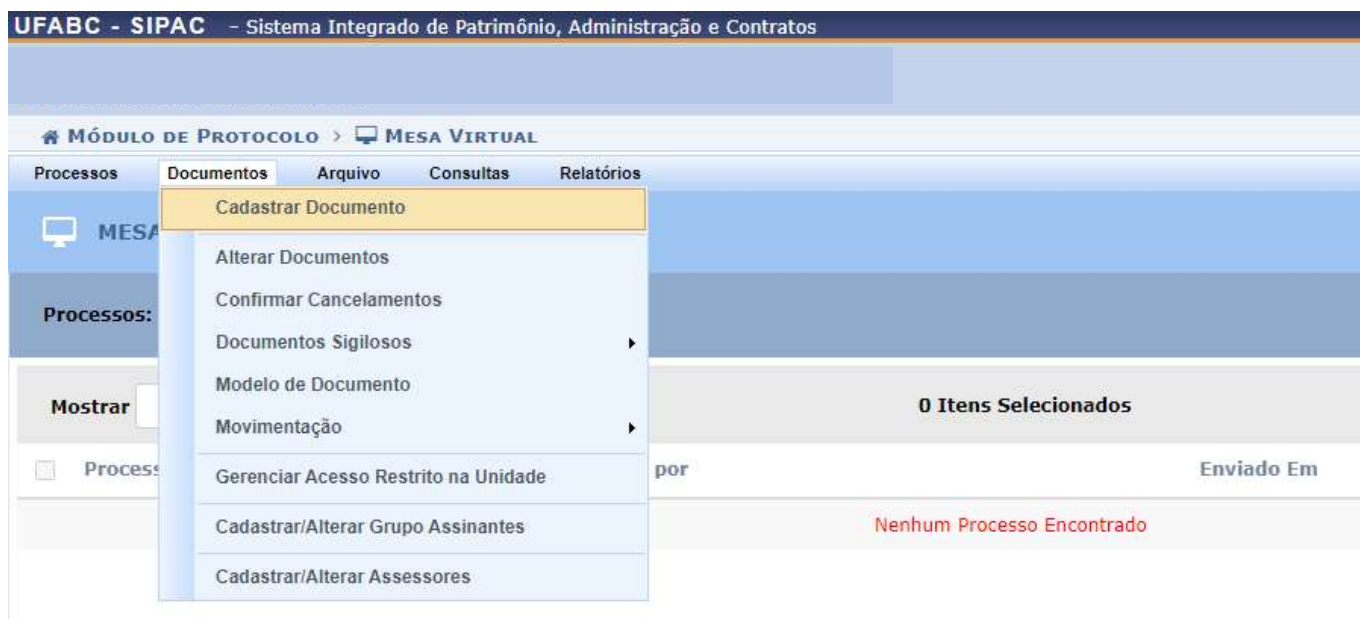 UFABC - SIPAC - Sistema Integrado de Patrimônio, Administração e Contratos
MÓDULO DE PROTOCOLO > MESA VIRTUAL
Processos Documentos Arquivo Consultas Relatórios
Cadastrar Documento
MESA
Alterar Documentos
Confirmar Cancelamentos
Processos:
Documentos Sigilosos
Modelo de Documento
Mostrar 0 Itens Selecionados
Movimentação
Process por Enviado Em
Gerenciar Acesso Restrito na Unidade
Cadastrar/Alterar Grupo Assinantes
Nenhum Processo Encontrado
Cadastrar/Alterar Assessores